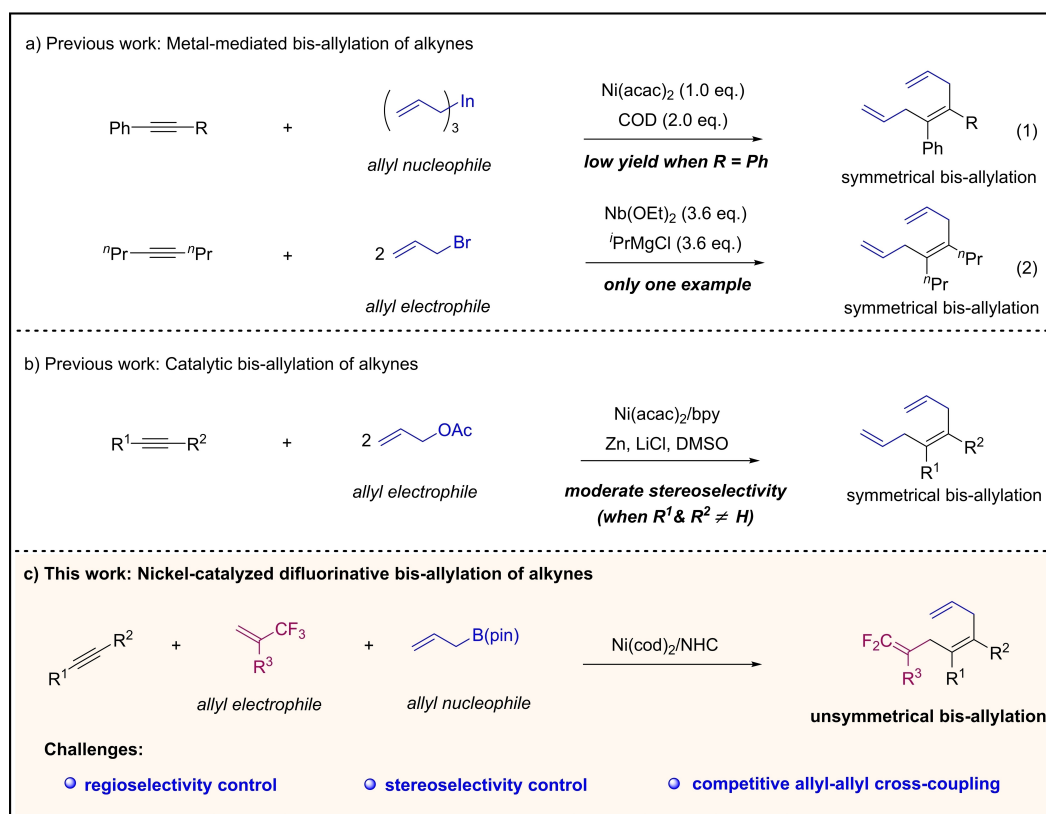 a) Previous work: Metal-mediated bis-allylation of alkynes
Ph R + ( In )3 Ni(acac)2 (1.0 eq.)
COD (2.0 eq.)
allyl nucleophile low yield when R = Ph
R
Ph
(1)
symmetrical bis-allylation
nPr nPr + 2 Br Nb(OEt)2 (3.6 eq.)
iPrMgCl (3.6 eq.)
allyl electrophile only one example
nPr
nPr
(2)
symmetrical bis-allylation
b) Previous work: Catalytic bis-allylation of alkynes
R1 R2 + 2 OAc Ni(acac)2/bpy
Zn, LiCl, DMSO
allyl electrophile moderate stereoselectivity
(when R1& R2 ≠ H)
R2
R1
symmetrical bis-allylation
c) This work: Nickel-catalyzed difluorinative bis-allylation of alkynes
R1 R2 + CF3 R3 + B(pin) Ni(cod)2/NHC
allyl electrophile allyl nucleophile
F2C R3 R1 R2
unsymmetrical bis-allylation
Challenges:
regioselectivity control stereoselectivity control competitive allyl-allyl cross-coupling